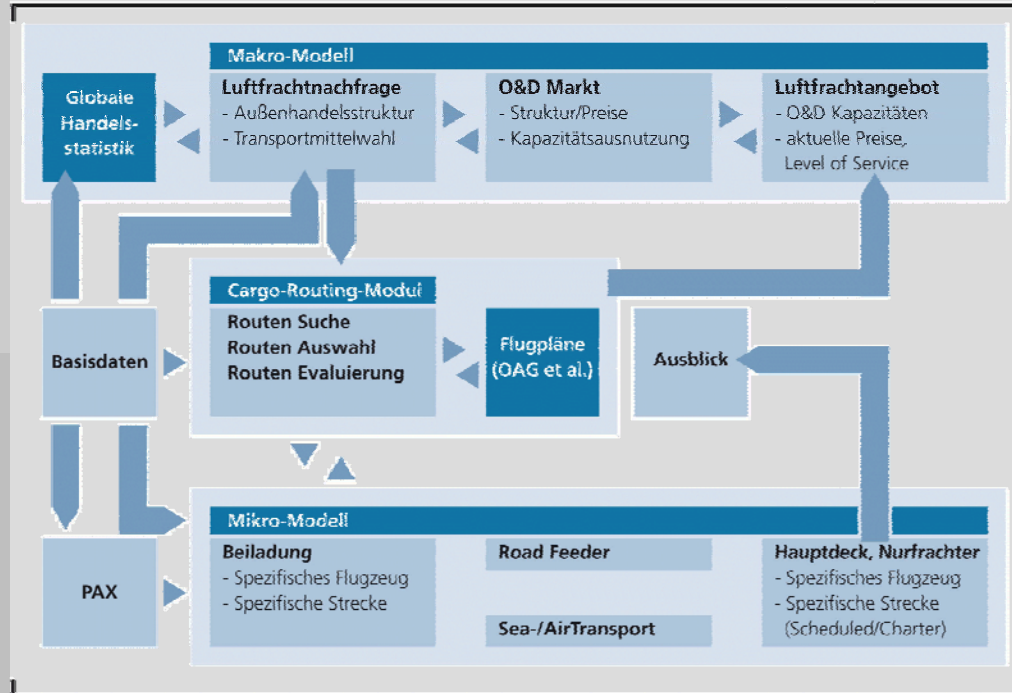 Makro-Modell
Globale
Handels-
statistik
Luftfrachtnachfrage
- Außenhandelsstruktur
- Transportmittelwahl
O&D Markt
- Struktur/Preise
- Kapazitätsausnutzung
Luftfrachtangebot
- O&D Kapazitäten
- aktuelle Preise,
Level of Service
Cargo-Routing-Modul
Routen Suche
Routen Auswahl
Routen Evaluierung
Flugpläne
(OAG et al.)
Basisdaten
Ausblick
Mikro-Modell
PAX
Beiladung
- Spezifisches Flugzeug
- Spezifische Strecke
Road Feeder
Sea-/AirTransport
Hauptdeck, Nurfrachter
- Spezifisches Flugzeug
- Spezifische Strecke
(Scheduled/Charter)